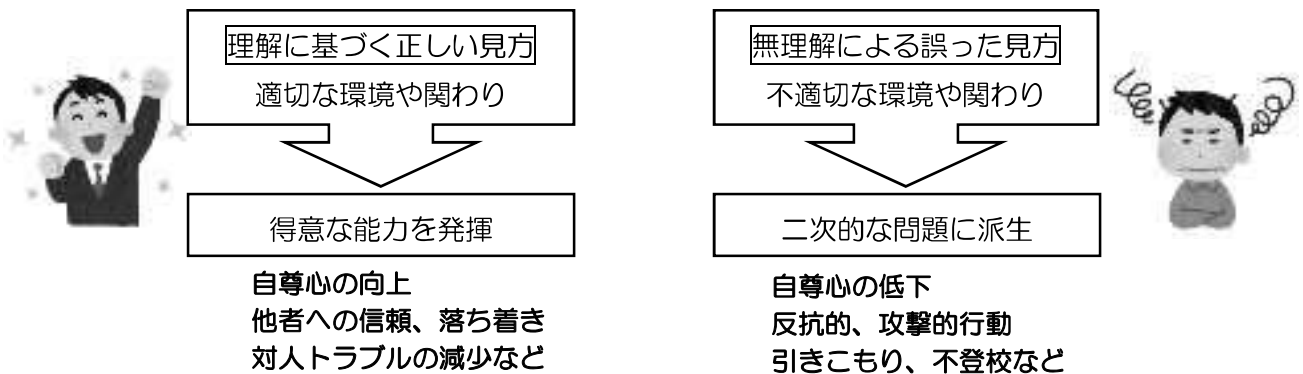 理解に基づく正しい見方
適切な環境や関わり
得意な能力を発揮
自尊心の向上
他者への信頼、落ち着き
対人トラブルの減少など
無理解による誤った見方
不適切な環境や関わり
二次的な問題に派生
自尊心の低下
反抗的、攻撃的行動
引きこもり、不登校など